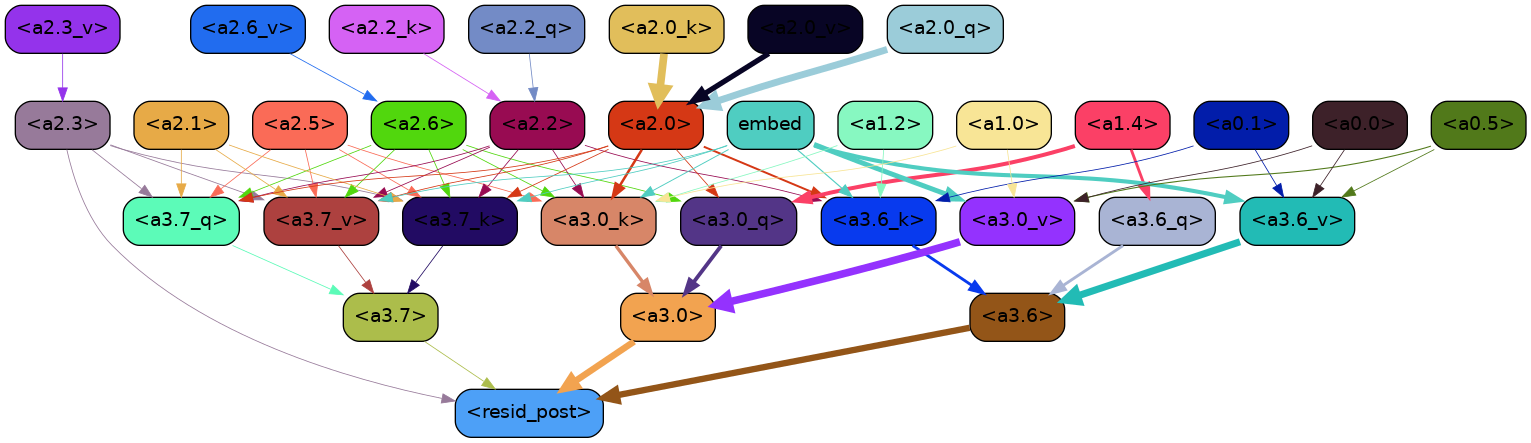 <a2.3_v> <a2.6_v> <a2.2_k> <a2.2_q> <a2.0_k> <a2.0_v> <a2.0_q>
<a2.3> <a2.1> <a2.5> <a2.6> <a2.2> <a2.0> embed <a1.2> <a1.0> <a1.4> <a0.1> <a0.0> <a0.5>
<a3.7_q> <a3.7_v> <a3.7_k> <a3.0_k> <a3.0_q> <a3.6_k> <a3.0_v> <a3.6_q> <a3.6_v>
<a3.7> <a3.0> <a3.6>
<resid_post>